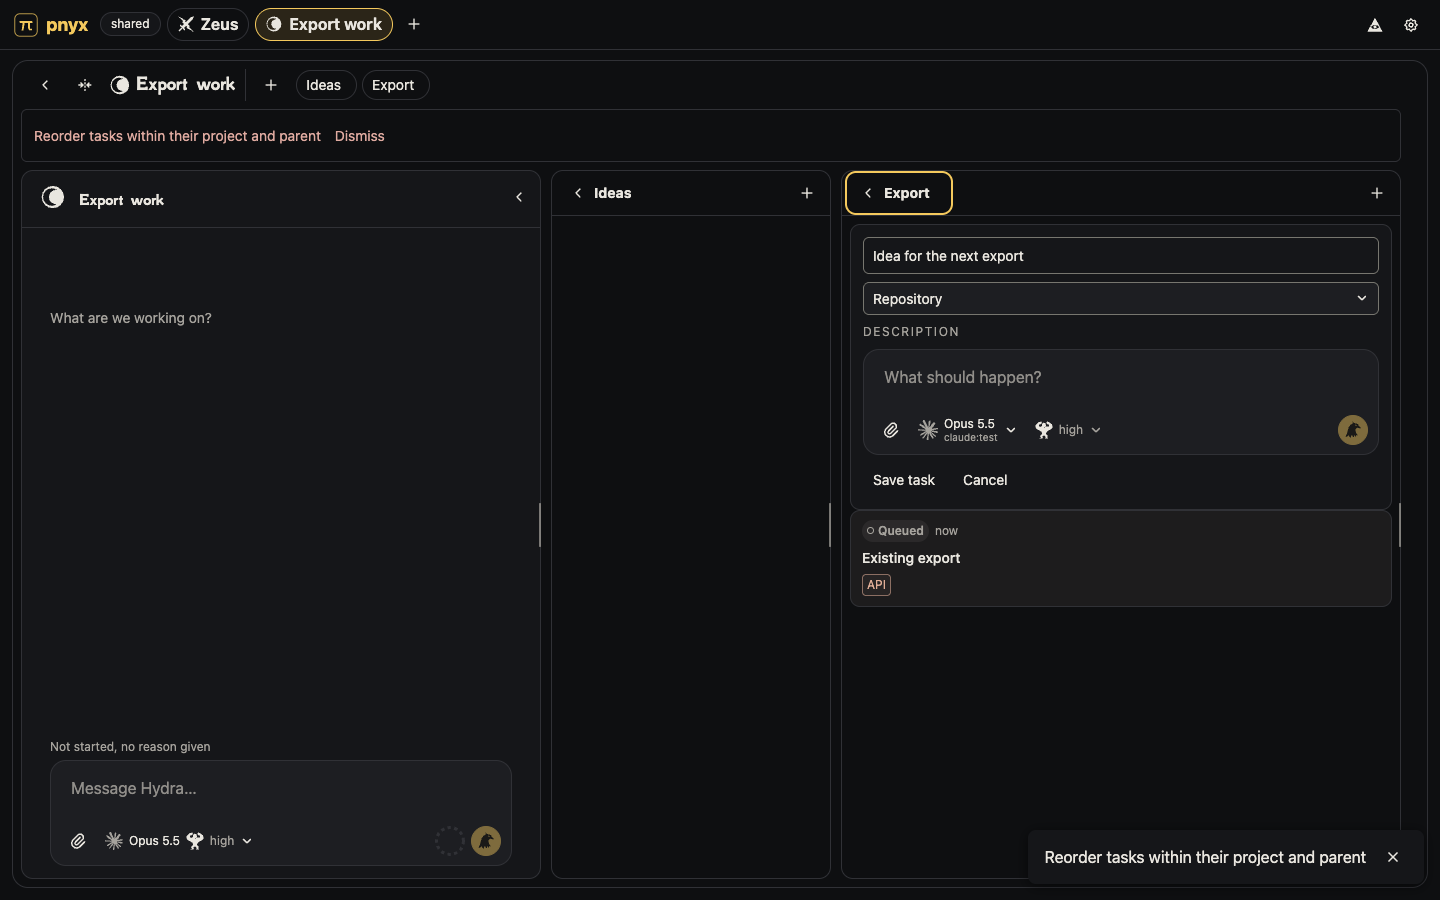 pnyx shared Zeus Export work
Export work Ideas Export
Reorder tasks within their project and parent Dismiss
Export work
What are we working on?
Not started, no reason given
Message Hydra...
Opus 5.5 high
Ideas
Export
Idea for the next export
Repository
DESCRIPTION
What should happen?
Opus 5.5
claude:test
high
Save task Cancel
Queued now
Existing export
API
Reorder tasks within their project and parent